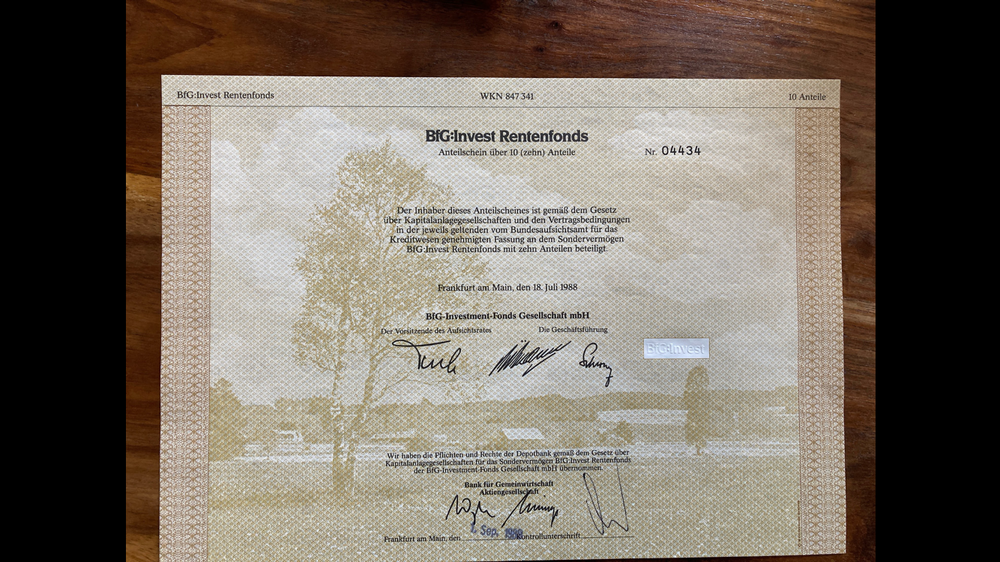 BfG:Invest Rentenfonds WKN 847 341 10 Anteile
BfG:Invest Rentenfonds
Anteilschein über 10 (zehn) Anteile
Nr. 04434
Der Inhaber dieses Anteilscheines ist gemäß dem Gesetz
über Kapitalanlagegesellschaften und den Vertragsbedingungen
in der jeweils geltenden vom Bundesaufsichtsamt für das
Kreditwesen genehmigten Fassung an dem Sondervermögen
BfG:Invest Rentenfonds mit zehn Anteilen beteiligt.
Frankfurt am Main, den 18. Juli 1988
BfG-Investment-Fonds Gesellschaft mbH
Der Vorsitzende des Aufsichtsrates Die Geschäftsführung
BfG:Invest
Wir haben die Pflichten und Rechte der Depotbank gemäß dem Gesetz über
Kapitalanlagegesellschaften für das Sondervermögen BfG:Invest Rentenfonds
der BfG-Investment-Fonds Gesellschaft mbH übernommen.
Bank für Gemeinwirtschaft
Aktiengesellschaft
Frankfurt am Main, den 1. Sep. Kontrollunterschrift